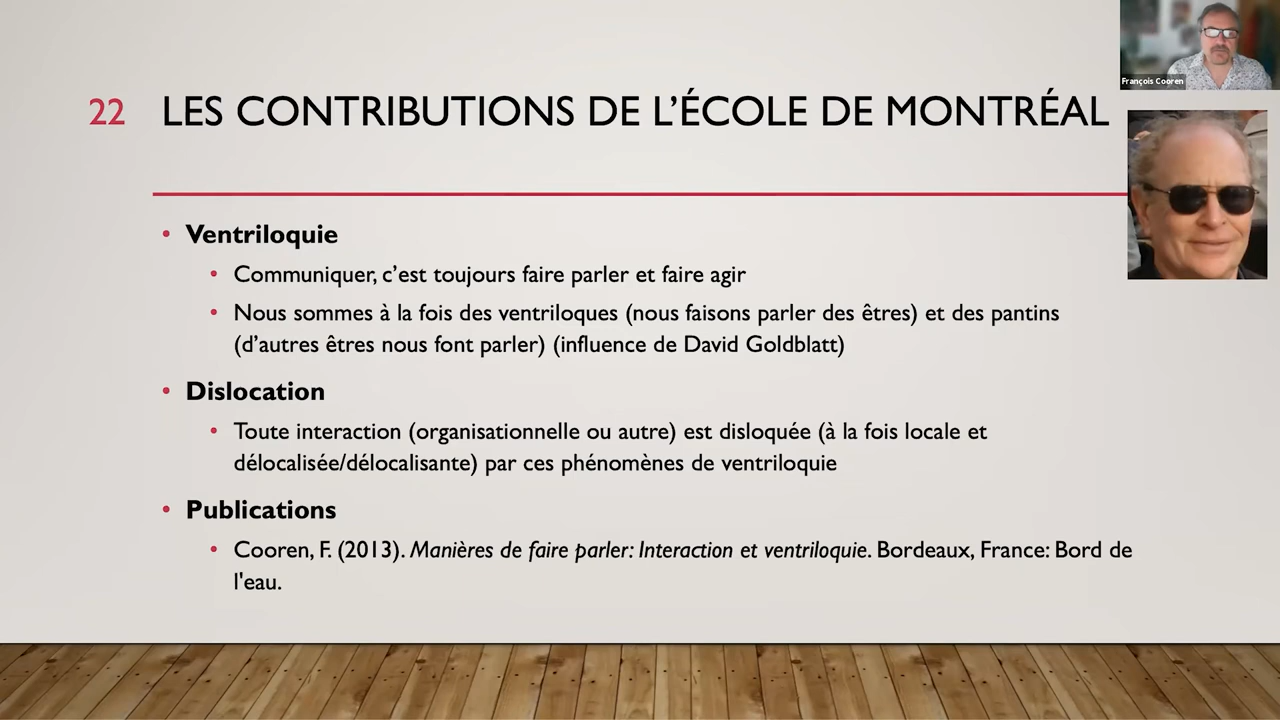 François Cooren
22 LES CONTRIBUTIONS DE L’ÉCOLE DE MONTRÉAL
• Ventriloquie
• Communiquer, c’est toujours faire parler et faire agir
• Nous sommes à la fois des ventriloques (nous faisons parler des êtres) et des pantins
(d’autres êtres nous font parler) (influence de David Goldblatt)
• Dislocation
• Toute interaction (organisationnelle ou autre) est disloquée (à la fois locale et
délocalisée/délocalisante) par ces phénomènes de ventriloquie
• Publications
• Cooren, F. (2013). Manières de faire parler: Interaction et ventriloquie. Bordeaux, France: Bord de
l'eau.